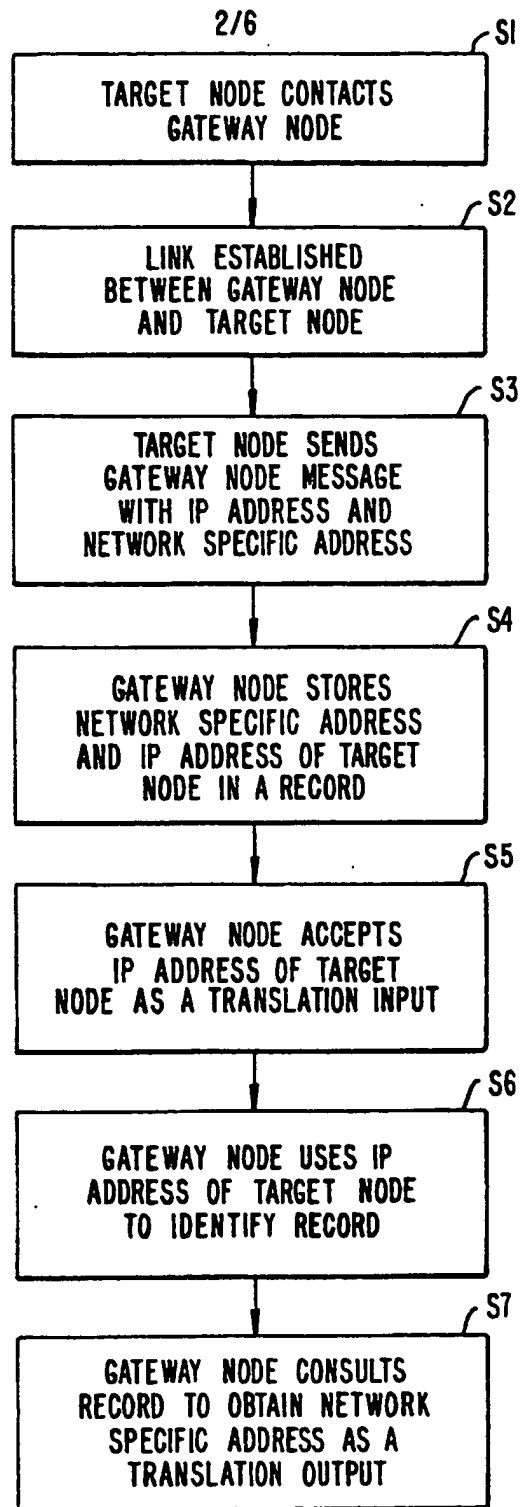 2/6
S1
TARGET NODE CONTACTS
GATEWAY NODE
S2
LINK ESTABLISHED
BETWEEN GATEWAY NODE
AND TARGET NODE
S3
TARGET NODE SENDS
GATEWAY NODE MESSAGE
WITH IP ADDRESS AND
NETWORK SPECIFIC ADDRESS
S4
GATEWAY NODE STORES
NETWORK SPECIFIC ADDRESS
AND IP ADDRESS OF TARGET
NODE IN A RECORD
S5
GATEWAY NODE ACCEPTS
IP ADDRESS OF TARGET
NODE AS A TRANSLATION INPUT
S6
GATEWAY NODE USES IP
ADDRESS OF TARGET NODE
TO IDENTIFY RECORD
S7
GATEWAY NODE CONSULTS
RECORD TO OBTAIN NETWORK
SPECIFIC ADDRESS AS A
TRANSLATION OUTPUT